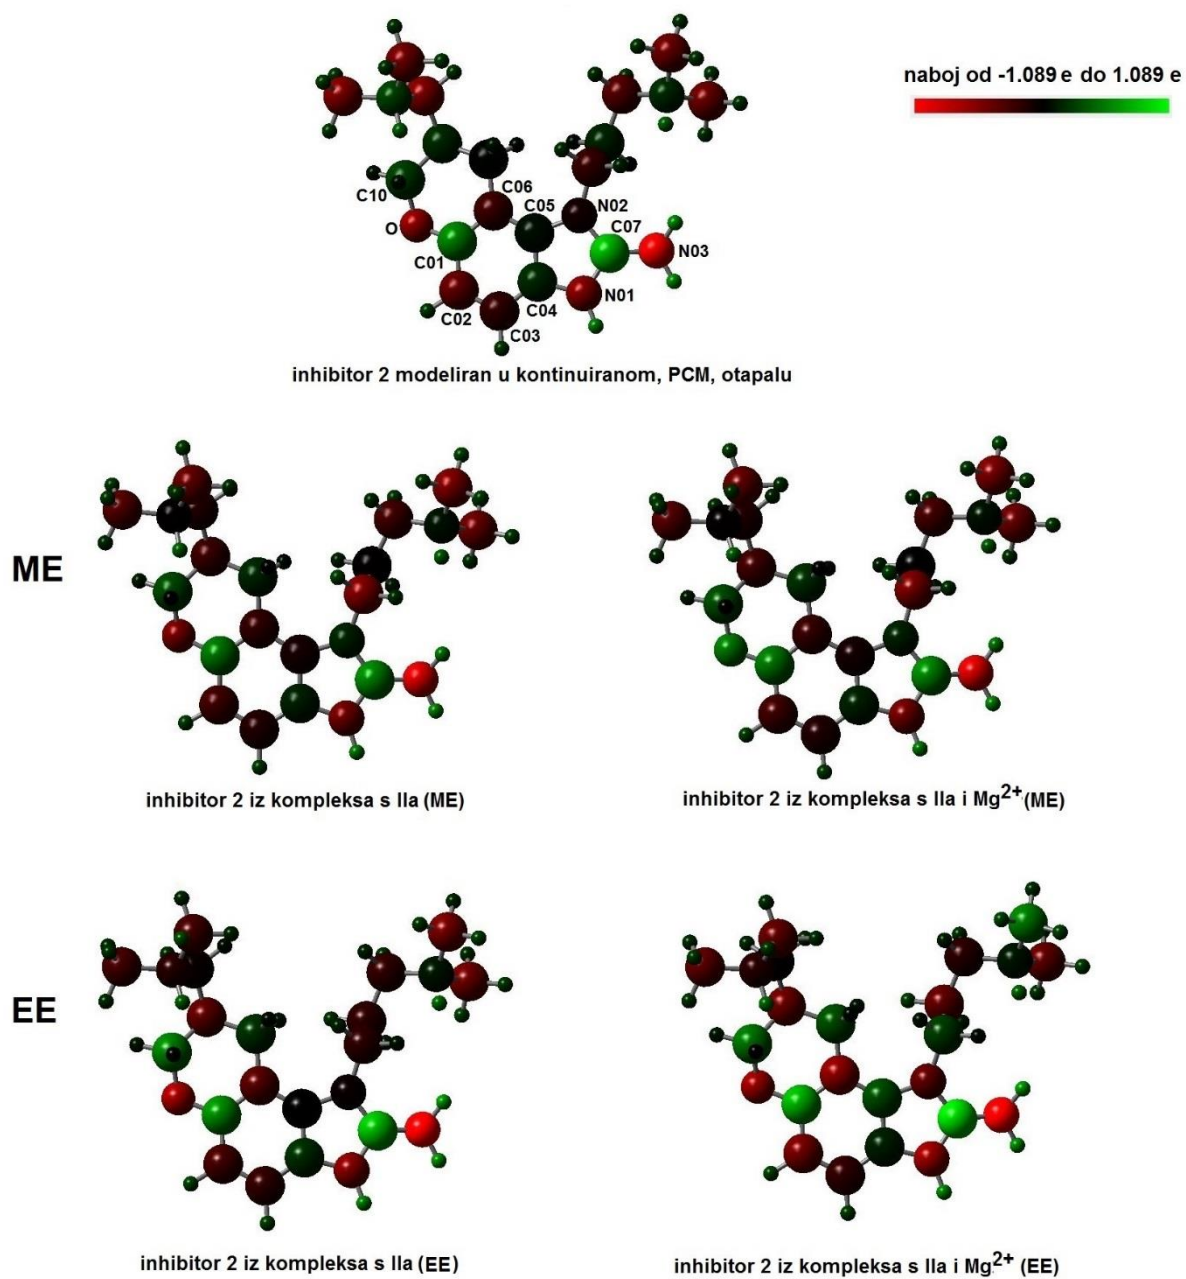 naboj od -1.089 e do 1.089 e
C10
C06
O
C05
N02
C07
C01
N03
N01
C02
C04
C03
inhibitor 2 modeliran u kontinuiranom, PCM, otapalu
ME
inhibitor 2 iz kompleksa s IIa (ME)
inhibitor 2 iz kompleksa s IIa i Mg2+ (ME)
EE
inhibitor 2 iz kompleksa s IIa (EE)
inhibitor 2 iz kompleksa s IIa i Mg2+ (EE)